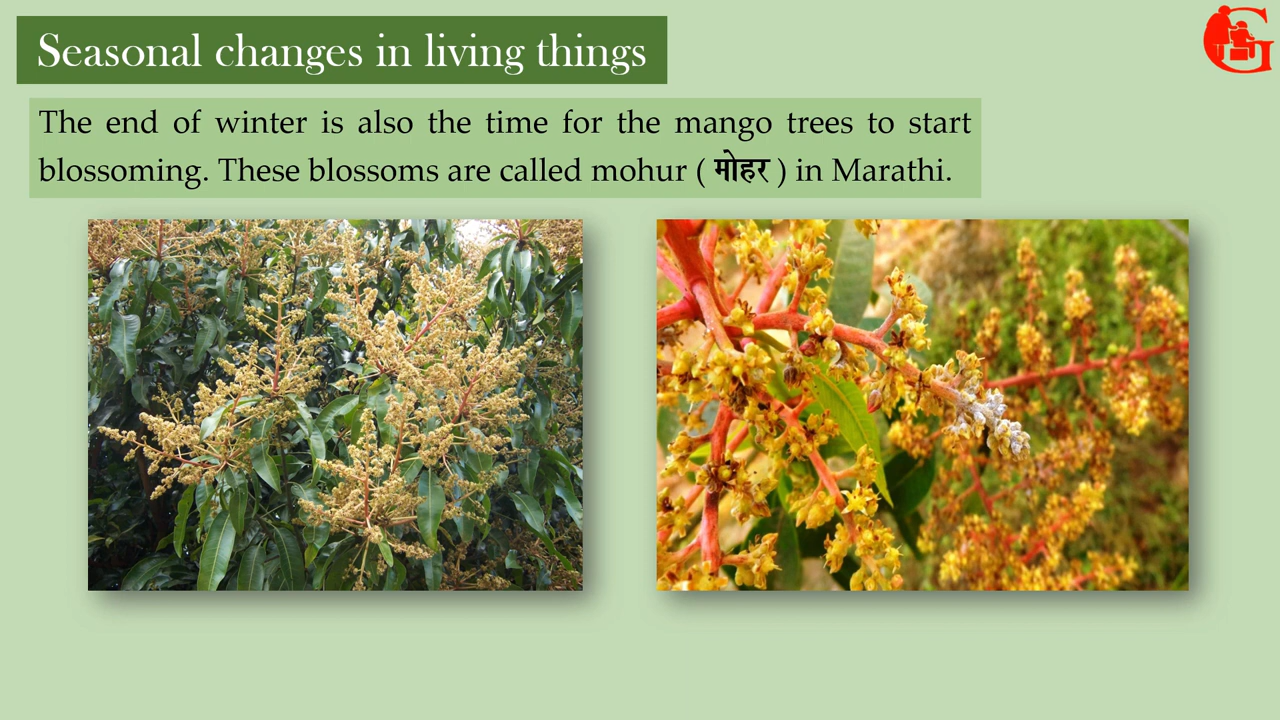 Seasonal changes in living things
The end of winter is also the time for the mango trees to start
blossoming. These blossoms are called mohur ( मोहर ) in Marathi.
G